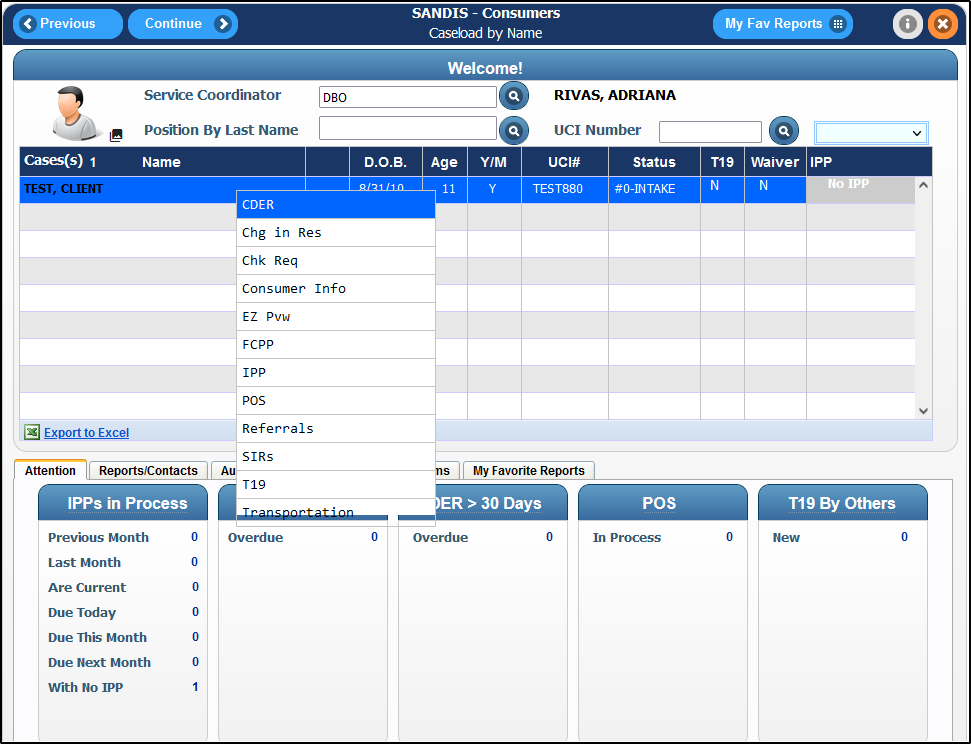 Previous Continue SANDIS - Consumers My Fav Reports
Caseload by Name
Welcome!
Service Coordinator DBO RIVAS, ADRIANA
Position By Last Name UCI Number
Cases(s) 1 Name D.O.B. Age Y/M UCI# Status T19 Waiver IPP
TEST, CLIENT 8/31/10 11 Y TEST880 #0-INTAKE N N No IPP
CDER
Chg in Res
Chk Req
Consumer Info
EZ Pvw
FCPP
IPP
POS
Referrals
SIRs
T19
Transportation
Export to Excel
Attention Reports/Contacts Au ns My Favorite Reports
IPPs in Process DER > 30 Days POS T19 By Others
Previous Month 0 Overdue 0 Overdue 0 In Process 0 New 0
Last Month 0
Are Current 0
Due Today 0
Due This Month 0
Due Next Month 0
With No IPP 1